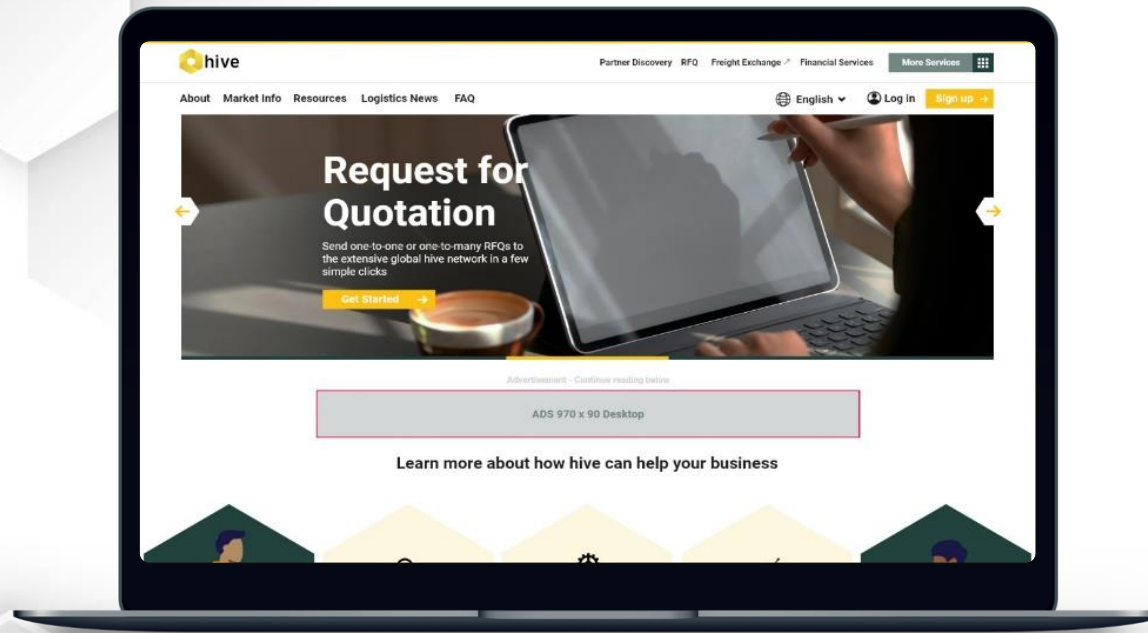 hive
Partner Discovery RFQ Freight Exchange Financial Services More Services
About Market Info Resources Logistics News FAQ English Log in Sign up →
Request for
Quotation
Send one-to-one or one-to-many RFQs to
the extensive global hive network in a few
simple clicks
Get Started →
Advertisement - Continue reading below
ADS 970 x 90 Desktop
Learn more about how hive can help your business